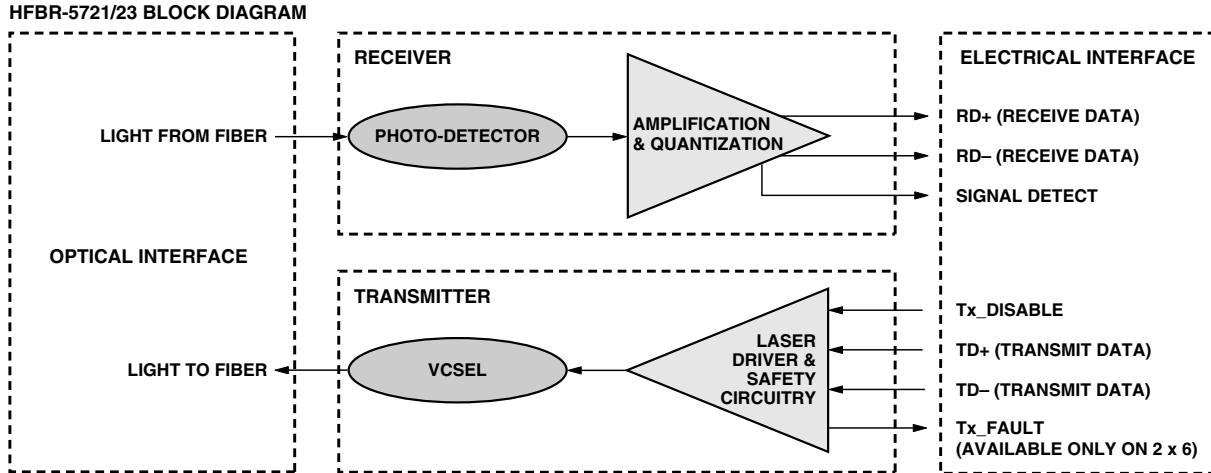 HFBR-5721/23 BLOCK DIAGRAM
RECEIVER
ELECTRICAL INTERFACE
LIGHT FROM FIBER
PHOTO-DETECTOR
AMPLIFICATION
& QUANTIZATION
RD+ (RECEIVE DATA)
RD– (RECEIVE DATA)
SIGNAL DETECT
OPTICAL INTERFACE
TRANSMITTER
LIGHT TO FIBER
VCSEL
LASER
DRIVER &
SAFETY
CIRCUITRY
Tx_DISABLE
TD+ (TRANSMIT DATA)
TD– (TRANSMIT DATA)
Tx_FAULT
(AVAILABLE ONLY ON 2 x 6)